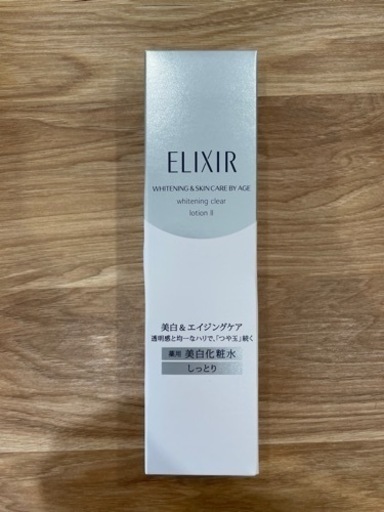 ELIXIR
WHITENING & SKIN CARE BY AGE
whitening clear
lotion II
美白&エイジングケア
透明感と均一なハリで、「つや玉」続く
薬用 美白化粧水
しっとり